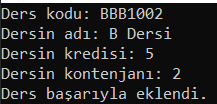 Ders kodu: BBB1002
Dersin adı: B Dersi
Dersin kredisi: 5
Dersin kontenjanı: 2
Ders başarıyla eklendi.